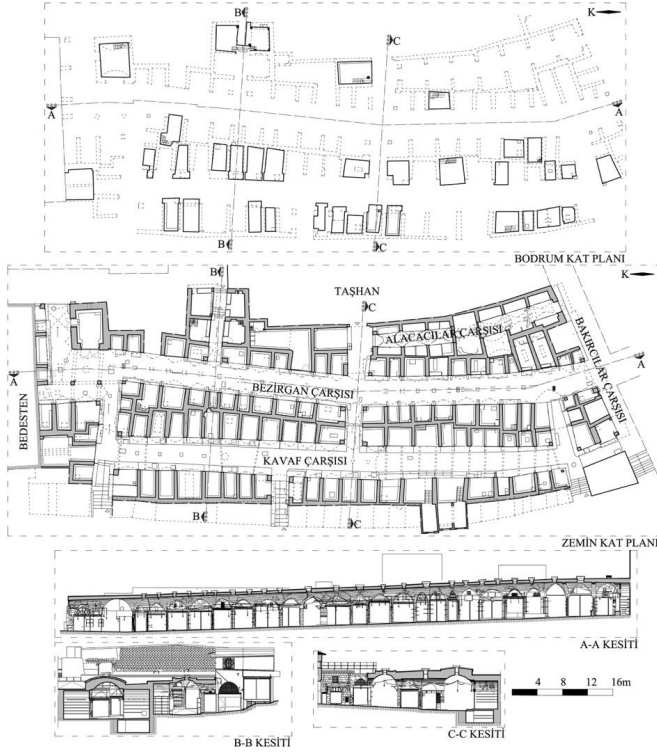 B
K
C
A
A
B
C
BODRUM KAT PLANI
B
K
TAŞHAN
C
ALACACILAR ÇARŞISI
BAKIRCILAR ÇARŞISI
A
A
BEZİRGAN ÇARŞISI
BEDESTEN
KAVAF ÇARŞISI
B
C
ZEMİN KAT PLANI
A-A KESİTİ
4 8 12 16m
B-B KESİTİ
C-C KESİTİ